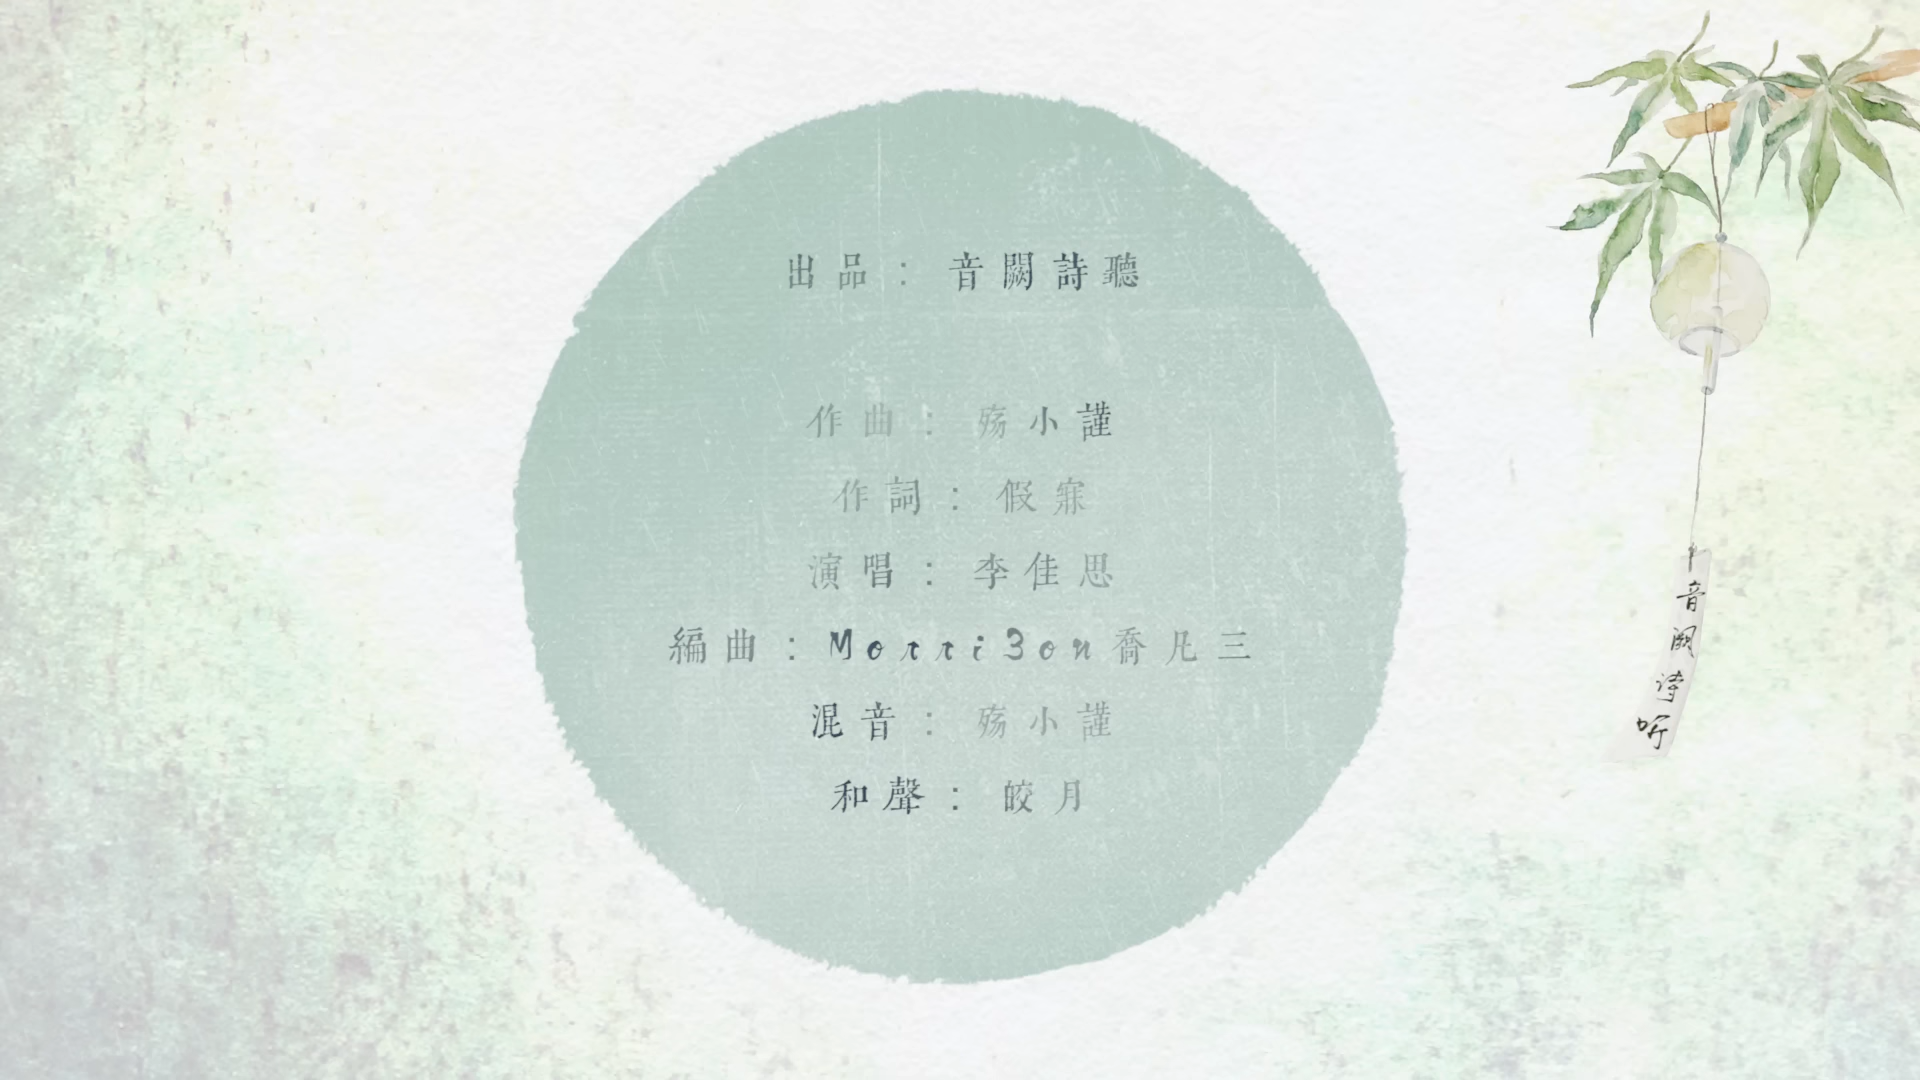 出品：音闕詩聽
作曲：殇小謹
作詞：假寐
演唱：李佳思
編曲：Morri3on喬凡三
混音：殇小謹
和聲：皎月
音阙诗听